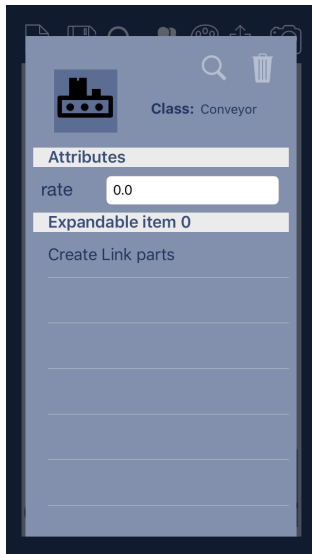 Class: Conveyor
Attributes
rate 0.0
Expandable item 0
Create Link parts